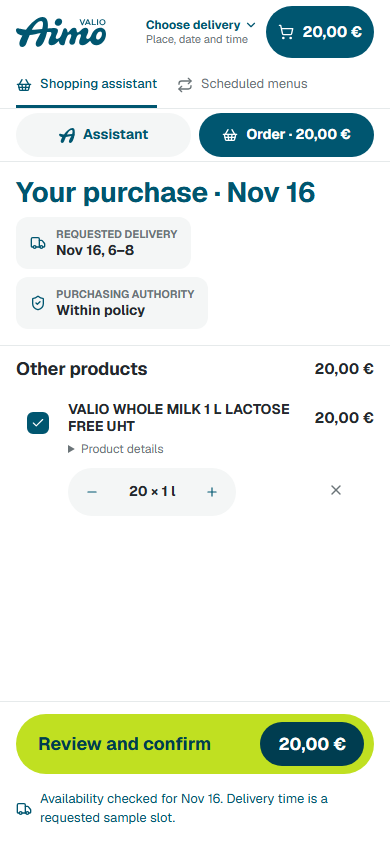 VALIO
Aimo
Choose delivery
Place, date and time
20,00 €
Shopping assistant
Scheduled menus
Assistant
Order · 20,00 €
Your purchase · Nov 16
REQUESTED DELIVERY
Nov 16, 6–8
PURCHASING AUTHORITY
Within policy
Other products
20,00 €
VALIO WHOLE MILK 1 L LACTOSE
FREE UHT
20,00 €
Product details
20 × 1 l
Review and confirm
20,00 €
Availability checked for Nov 16. Delivery time is a
requested sample slot.